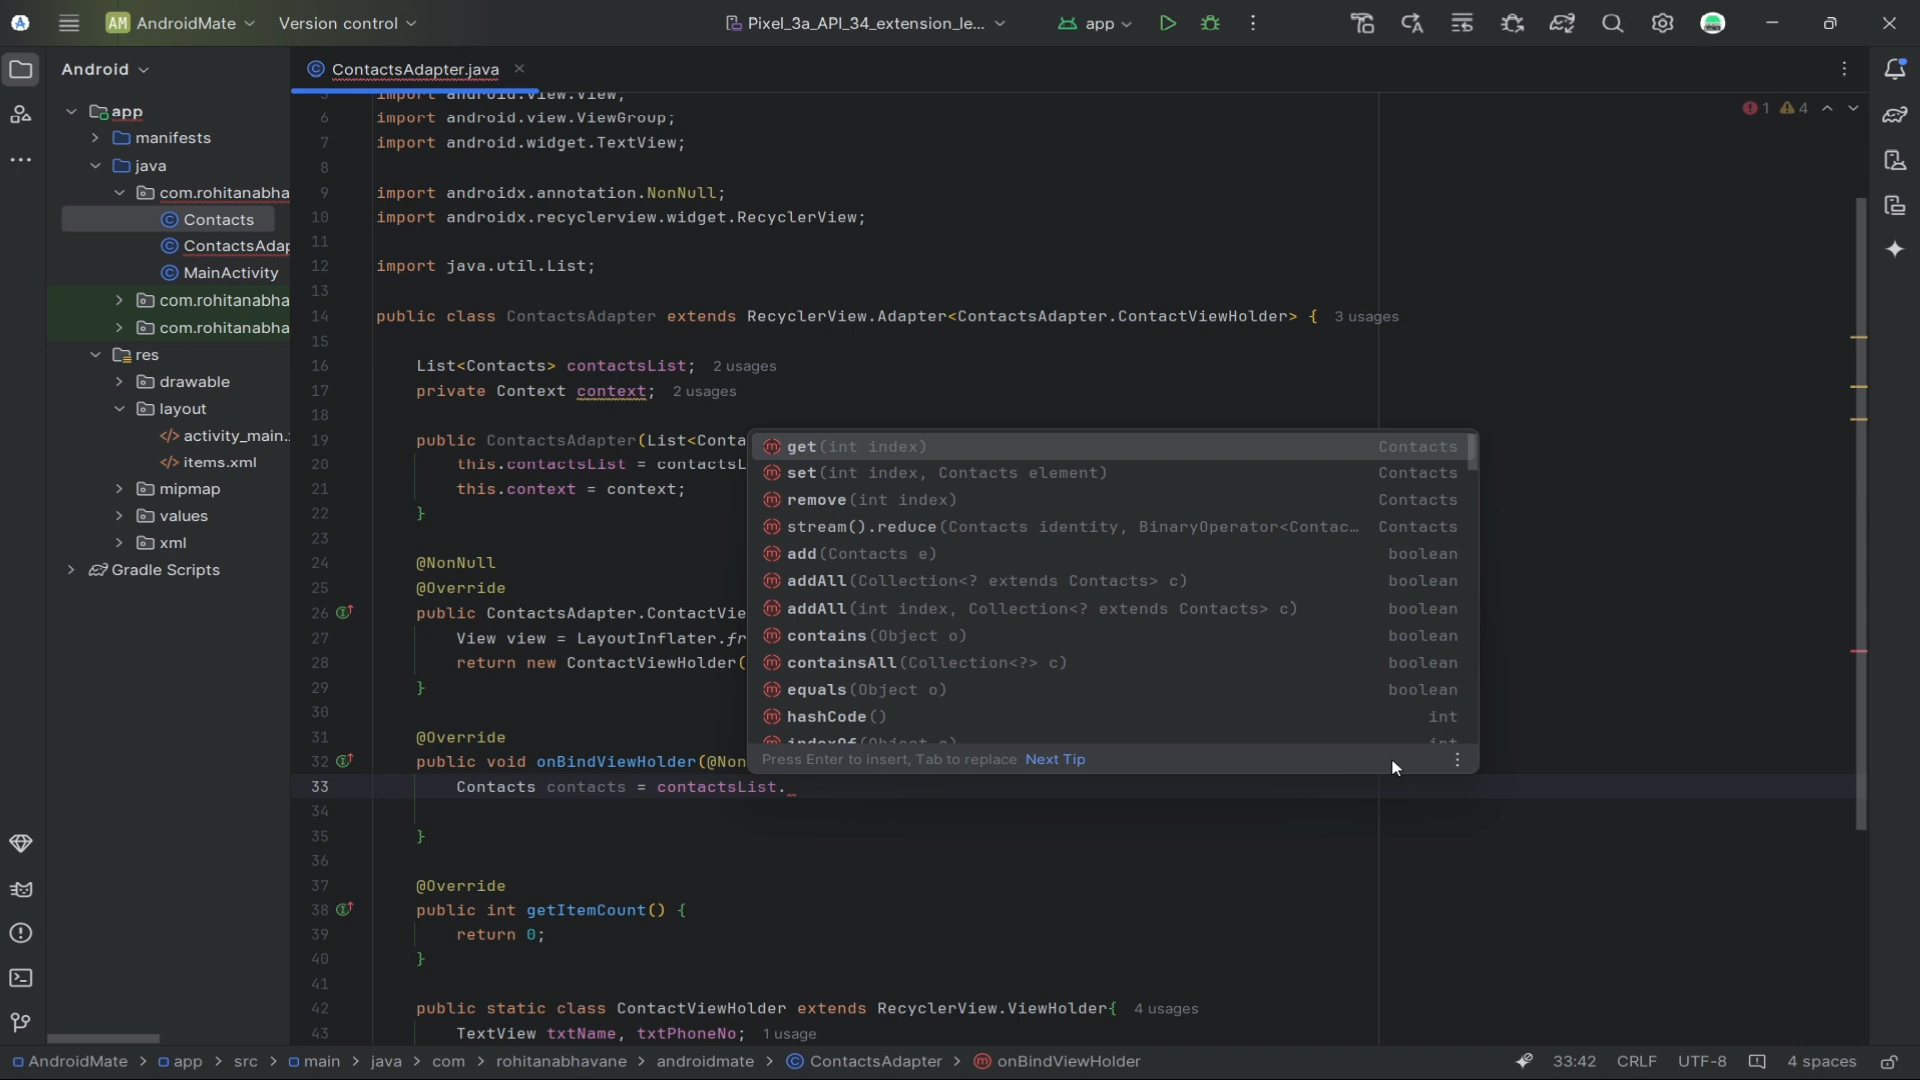 AM AndroidMate
Version control
Pixel_3a_API_34_extension_le...
app
Android
ContactsAdapter.java
app
manifests
java
com.rohitanabha
Contacts
ContactsAdap
MainActivity
com.rohitanabha
com.rohitanabha
res
drawable
layout
activity_main.
items.xml
mipmap
values
xml
Gradle Scripts
1 4
5 import android.view.View;
6 import android.view.ViewGroup;
7 import android.widget.TextView;
8
9 import androidx.annotation.NonNull;
10 import androidx.recyclerview.widget.RecyclerView;
11
12 import java.util.List;
13
14 public class ContactsAdapter extends RecyclerView.Adapter<ContactsAdapter.ContactViewHolder> { 3 usages
15
16 List<Contacts> contactsList; 2 usages
17 private Context context; 2 usages
18
19 public ContactsAdapter(List<Conta
20 this.contactsList = contactsL
21 this.context = context;
22 }
23
24 @NonNull
25 @Override
26 public ContactsAdapter.ContactVie
27 View view = LayoutInflater.fr
28 return new ContactViewHolder(
29 }
30
31 @Override
32 public void onBindViewHolder(@Non
33 Contacts contacts = contactsList.
34
35 }
36
37 @Override
38 public int getItemCount() {
39 return 0;
40 }
41
42 public static class ContactViewHolder extends RecyclerView.ViewHolder{ 4 usages
43 TextView txtName, txtPhoneNo; 1 usage
get(int index) Contacts
set(int index, Contacts element) Contacts
remove(int index) Contacts
stream().reduce(Contacts identity, BinaryOperator<Contac... Contacts
add(Contacts e) boolean
addAll(Collection<? extends Contacts> c) boolean
addAll(int index, Collection<? extends Contacts> c) boolean
contains(Object o) boolean
containsAll(Collection<?> c) boolean
equals(Object o) boolean
hashCode() int
indexOf(Object o) int
Press Enter to insert, Tab to replace Next Tip
AndroidMate > app > src > main > java > com > rohitanabhavane > androidmate > ContactsAdapter > onBindViewHolder
33:42 CRLF UTF-8 4 spaces